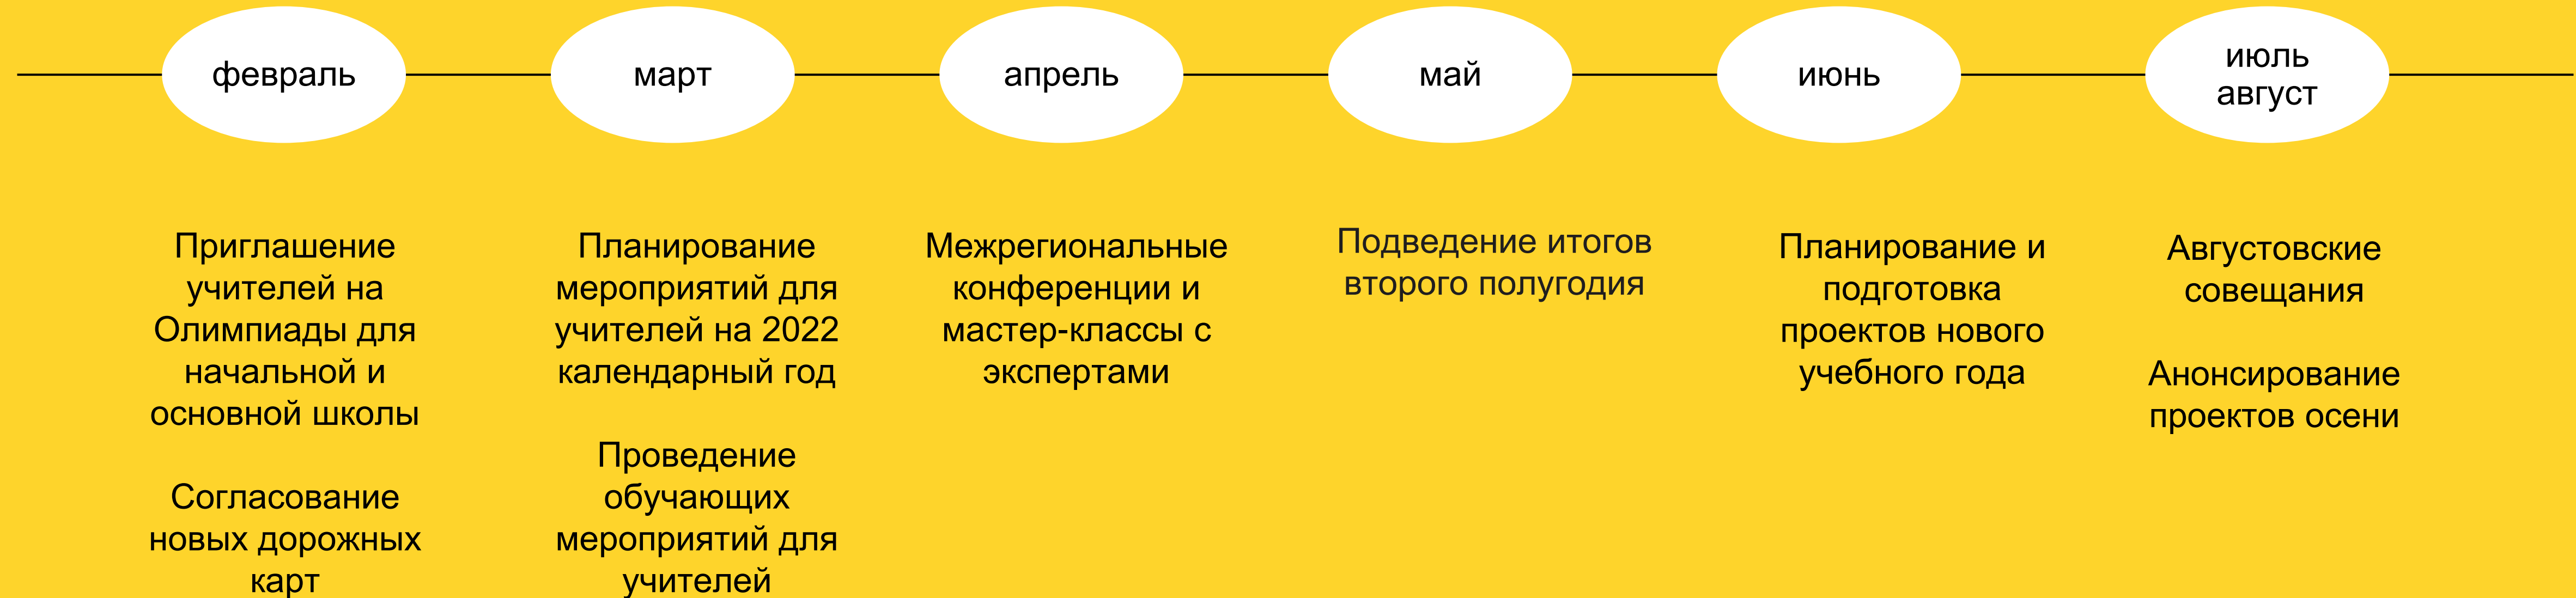 февраль
март
апрель
май
июнь
июль
август
Приглашение
учителей на
Олимпиады для
начальной и
основной школы
Согласование
новых дорожных
карт
Планирование
мероприятий для
учителей на 2022
календарный год
Проведение
обучающих
мероприятий для
учителей
Межрегиональные
конференции и
мастер-классы с
экспертами
Подведение итогов
второго полугодия
Планирование и
подготовка
проектов нового
учебного года
Августовские
совещания
Анонсирование
проектов осени